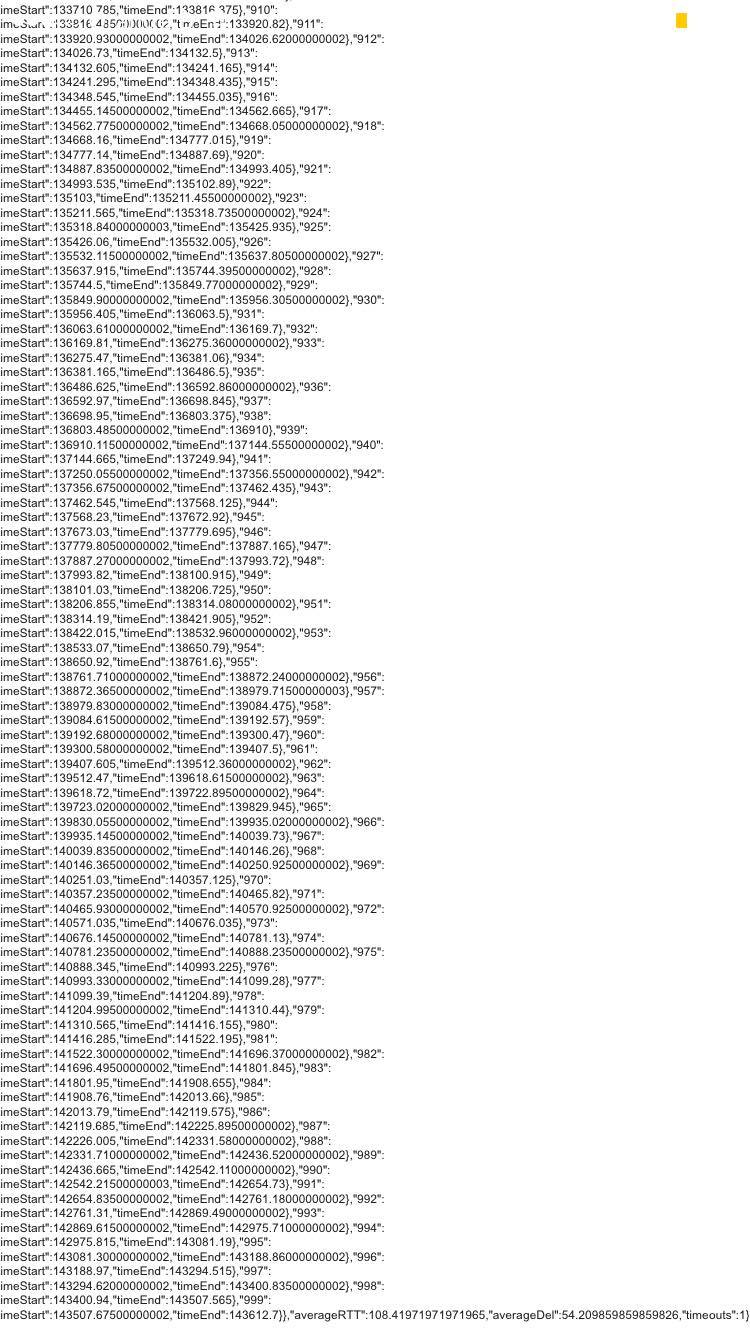 imeStart":133710.785,"timeEnd":133816.375},"910":
imeStart":133816.48500000002,"timeEnd":133920.82},"911":
imeStart":133920.93000000002,"timeEnd":134026.62000000002},"912":
imeStart":134026.73,"timeEnd":134132.5},"913":
imeStart":134132.605,"timeEnd":134241.165},"914":
imeStart":134241.295,"timeEnd":134348.435},"915":
imeStart":134348.545,"timeEnd":134455.035},"916":
imeStart":134455.14500000002,"timeEnd":134562.665},"917":
imeStart":134562.77500000002,"timeEnd":134668.05000000002},"918":
imeStart":134668.16,"timeEnd":134777.015},"919":
imeStart":134777.14,"timeEnd":134887.69},"920":
imeStart":134887.83500000002,"timeEnd":134993.405},"921":
imeStart":134993.535,"timeEnd":135102.89},"922":
imeStart":135103,"timeEnd":135211.45500000002},"923":
imeStart":135211.565,"timeEnd":135318.73500000002},"924":
imeStart":135318.84000000003,"timeEnd":135425.935},"925":
imeStart":135426.06,"timeEnd":135532.005},"926":
imeStart":135532.11500000002,"timeEnd":135637.80500000002},"927":
imeStart":135637.915,"timeEnd":135744.39500000002},"928":
imeStart":135744.5,"timeEnd":135849.77000000002},"929":
imeStart":135849.90000000002,"timeEnd":135956.30500000002},"930":
imeStart":135956.405,"timeEnd":136063.5},"931":
imeStart":136063.61000000002,"timeEnd":136169.7},"932":
imeStart":136169.81,"timeEnd":136275.36000000002},"933":
imeStart":136275.47,"timeEnd":136381.06},"934":
imeStart":136381.165,"timeEnd":136486.5},"935":
imeStart":136486.625,"timeEnd":136592.86000000002},"936":
imeStart":136592.97,"timeEnd":136698.845},"937":
imeStart":136698.95,"timeEnd":136803.375},"938":
imeStart":136803.48500000002,"timeEnd":136910},"939":
imeStart":136910.11500000002,"timeEnd":137144.55500000002},"940":
imeStart":137144.665,"timeEnd":137249.94},"941":
imeStart":137250.05500000002,"timeEnd":137356.55000000002},"942":
imeStart":137356.67500000002,"timeEnd":137462.435},"943":
imeStart":137462.545,"timeEnd":137568.125},"944":
imeStart":137568.23,"timeEnd":137672.92},"945":
imeStart":137673.03,"timeEnd":137779.695},"946":
imeStart":137779.80500000002,"timeEnd":137887.165},"947":
imeStart":137887.27000000002,"timeEnd":137993.72},"948":
imeStart":137993.82,"timeEnd":138100.915},"949":
imeStart":138101.03,"timeEnd":138206.725},"950":
imeStart":138206.855,"timeEnd":138314.08000000002},"951":
imeStart":138314.19,"timeEnd":138421.905},"952":
imeStart":138422.015,"timeEnd":138532.96000000002},"953":
imeStart":138533.07,"timeEnd":138650.79},"954":
imeStart":138650.92,"timeEnd":138761.6},"955":
imeStart":138761.71000000002,"timeEnd":138872.24000000002},"956":
imeStart":138872.36500000002,"timeEnd":138979.71500000003},"957":
imeStart":138979.83000000002,"timeEnd":139084.475},"958":
imeStart":139084.61500000002,"timeEnd":139192.57},"959":
imeStart":139192.68000000002,"timeEnd":139300.47},"960":
imeStart":139300.58000000002,"timeEnd":139407.5},"961":
imeStart":139407.605,"timeEnd":139512.36000000002},"962":
imeStart":139512.47,"timeEnd":139618.61500000002},"963":
imeStart":139618.72,"timeEnd":139722.89500000002},"964":
imeStart":139723.02000000002,"timeEnd":139829.945},"965":
imeStart":139830.05500000002,"timeEnd":139935.02000000002},"966":
imeStart":139935.14500000002,"timeEnd":140039.73},"967":
imeStart":140039.83500000002,"timeEnd":140146.26},"968":
imeStart":140146.36500000002,"timeEnd":140250.92500000002},"969":
imeStart":140251.03,"timeEnd":140357.125},"970":
imeStart":140357.23500000002,"timeEnd":140465.82},"971":
imeStart":140465.93000000002,"timeEnd":140570.92500000002},"972":
imeStart":140571.035,"timeEnd":140676.035},"973":
imeStart":140676.14500000002,"timeEnd":140781.13},"974":
imeStart":140781.23500000002,"timeEnd":140888.23500000002},"975":
imeStart":140888.345,"timeEnd":140993.225},"976":
imeStart":140993.33000000002,"timeEnd":141099.28},"977":
imeStart":141099.39,"timeEnd":141204.89},"978":
imeStart":141204.99500000002,"timeEnd":141310.44},"979":
imeStart":141310.565,"timeEnd":141416.155},"980":
imeStart":141416.285,"timeEnd":141522.195},"981":
imeStart":141522.30000000002,"timeEnd":141696.37000000002},"982":
imeStart":141696.49500000002,"timeEnd":141801.845},"983":
imeStart":141801.95,"timeEnd":141908.655},"984":
imeStart":141908.76,"timeEnd":142013.66},"985":
imeStart":142013.79,"timeEnd":142119.575},"986":
imeStart":142119.685,"timeEnd":142225.89500000002},"987":
imeStart":142226.005,"timeEnd":142331.58000000002},"988":
imeStart":142331.71000000002,"timeEnd":142436.52000000002},"989":
imeStart":142436.665,"timeEnd":142542.11000000002},"990":
imeStart":142542.21500000003,"timeEnd":142654.73},"991":
imeStart":142654.83500000002,"timeEnd":142761.18000000002},"992":
imeStart":142761.31,"timeEnd":142869.49000000002},"993":
imeStart":142869.61500000002,"timeEnd":142975.71000000002},"994":
imeStart":142975.815,"timeEnd":143081.19},"995":
imeStart":143081.30000000002,"timeEnd":143188.86000000002},"996":
imeStart":143188.97,"timeEnd":143294.515},"997":
imeStart":143294.62000000002,"timeEnd":143400.83500000002},"998":
imeStart":143400.94,"timeEnd":143507.565},"999":
imeStart":143507.67500000002,"timeEnd":143612.7}},"averageRTT":108.41971971971965,"averageDel":54.209859859859826,"timeouts":1}